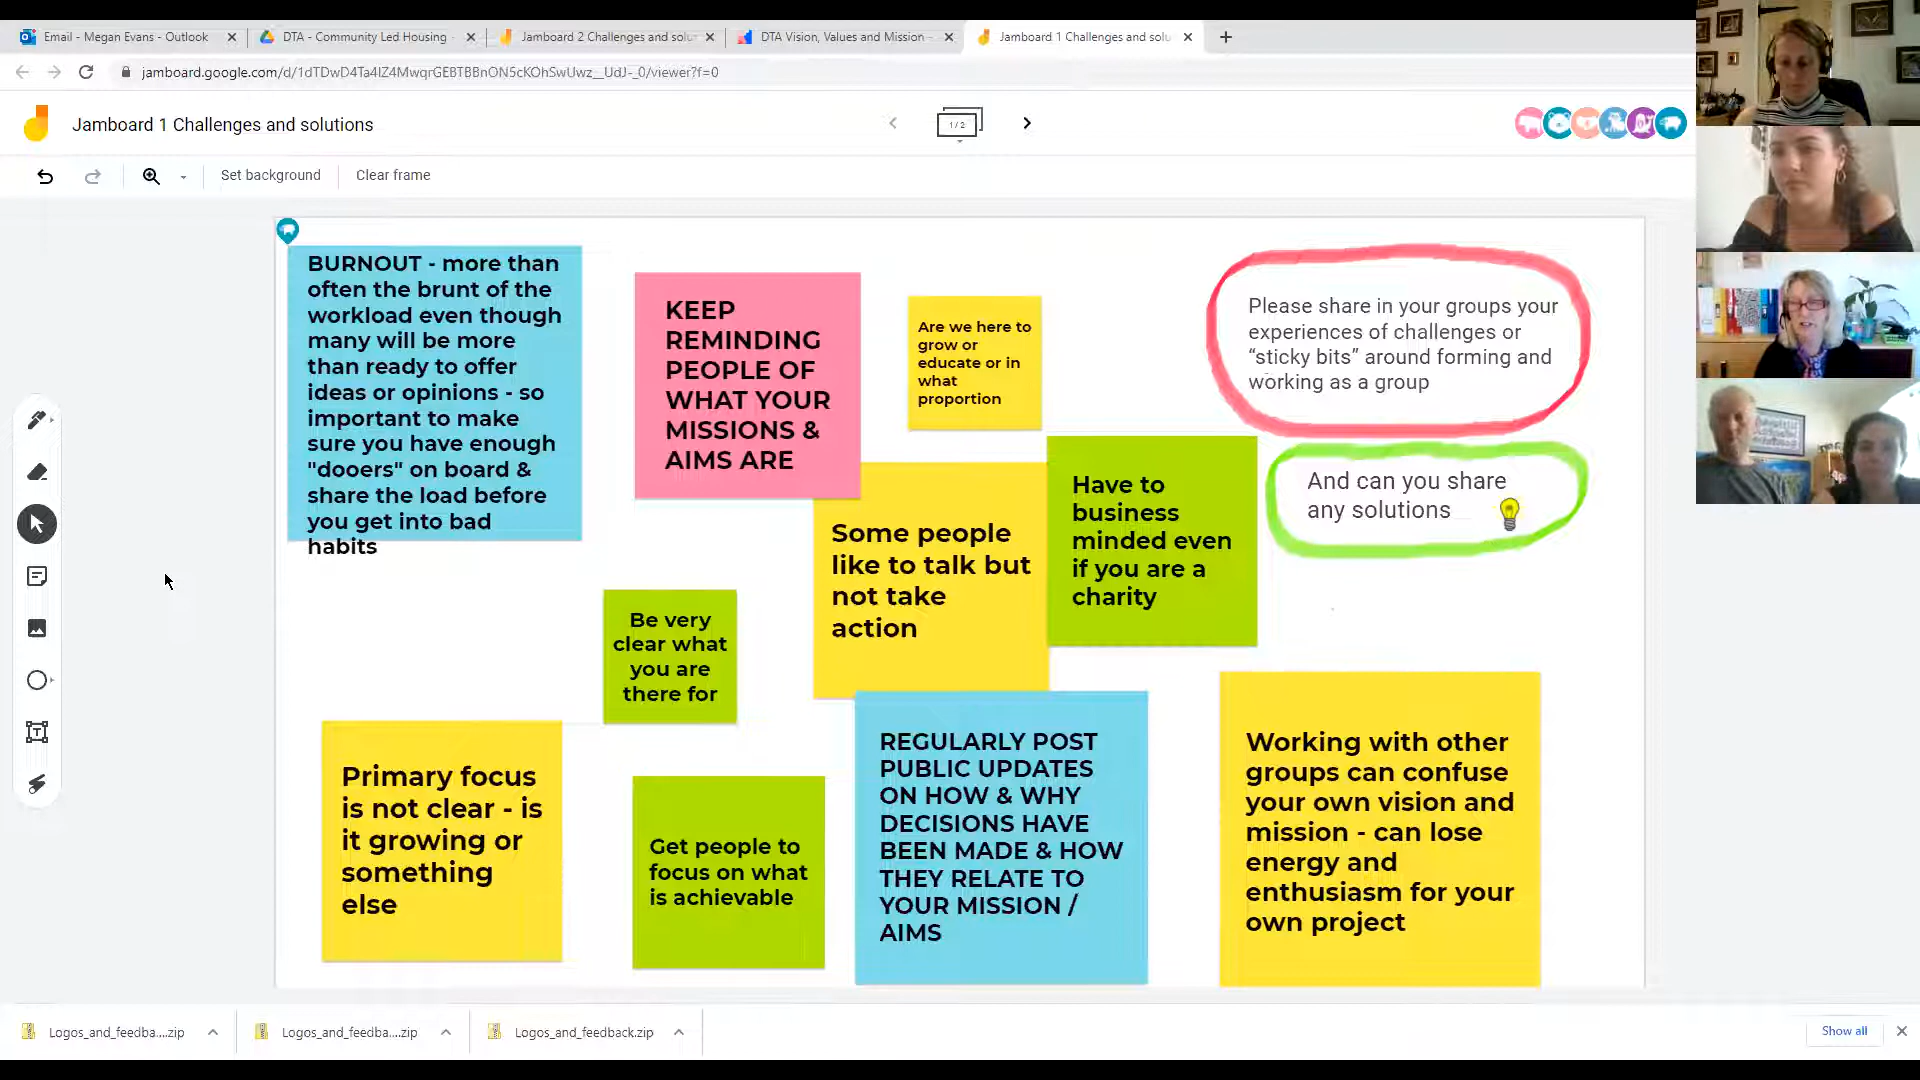 Email - Megan Evans - Outlook
DTA - Community Led Housing -
Jamboard 2 Challenges and solu
DTA Vision, Values and Mission -
Jamboard 1 Challenges and solu
jamboard.google.com/d/1dTDwD4Ta4IZ4MwqrGEBTBBnON5cKOhSwUwz__UdJ-_0/viewer?f=0
Jamboard 1 Challenges and solutions
1 / 2
Set background
Clear frame
BURNOUT - more than
often the brunt of the
workload even though
many will be more
than ready to offer
ideas or opinions - so
important to make
sure you have enough
"dooers" on board &
share the load before
you get into bad
habits
KEEP
REMINDING
PEOPLE OF
WHAT YOUR
MISSIONS &
AIMS ARE
Are we here to
grow or
educate or in
what
proportion
Please share in your groups your
experiences of challenges or
“sticky bits” around forming and
working as a group
And can you share
any solutions
Some people
like to talk but
not take
action
Have to
business
minded even
if you are a
charity
Be very
clear what
you are
there for
Primary focus
is not clear - is
it growing or
something
else
Get people to
focus on what
is achievable
REGULARLY POST
PUBLIC UPDATES
ON HOW & WHY
DECISIONS HAVE
BEEN MADE & HOW
THEY RELATE TO
YOUR MISSION /
AIMS
Working with other
groups can confuse
your own vision and
mission - can lose
energy and
enthusiasm for your
own project
Logos_and_feedba....zip
Logos_and_feedba....zip
Logos_and_feedback.zip
Show all